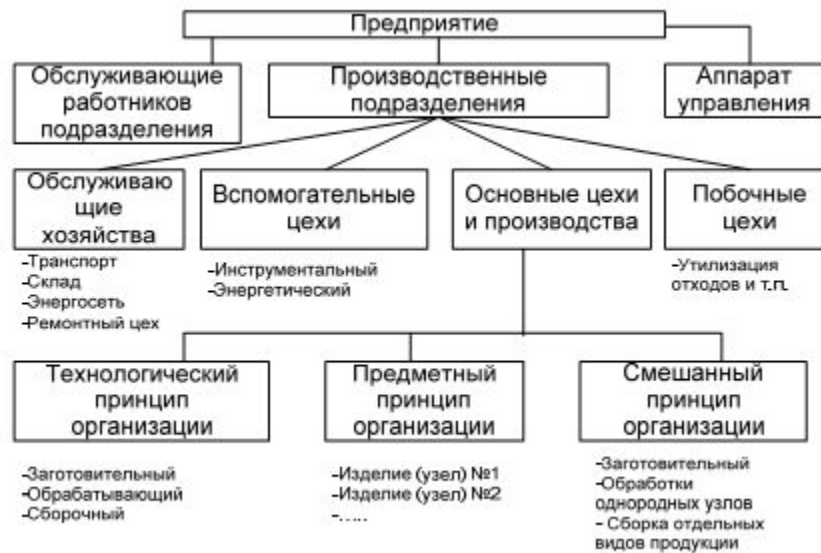 Предприятие
Обслуживающие
работников
подразделения
Производственные
подразделения
Аппарат
управления
Обслуживаю
щие
хозяйства
Вспомогательные
цехи
Основные цехи
и производства
Побочные
цехи
-Транспорт
-Склад
-Энергосеть
-Ремонтный цех
-Инструментальный
-Энергетический
-Утилизация
отходов и т.п.
Технологический
принцип
организации
Предметный
принцип
организации
Смешанный
принцип
организации
-Заготовительный
-Обрабатывающий
-Сборочный
-Изделие (узел) №1
-Изделие (узел) №2
-.....
-Заготовительный
-Обработки
однородных узлов
- Сборка отдельных
видов продукции